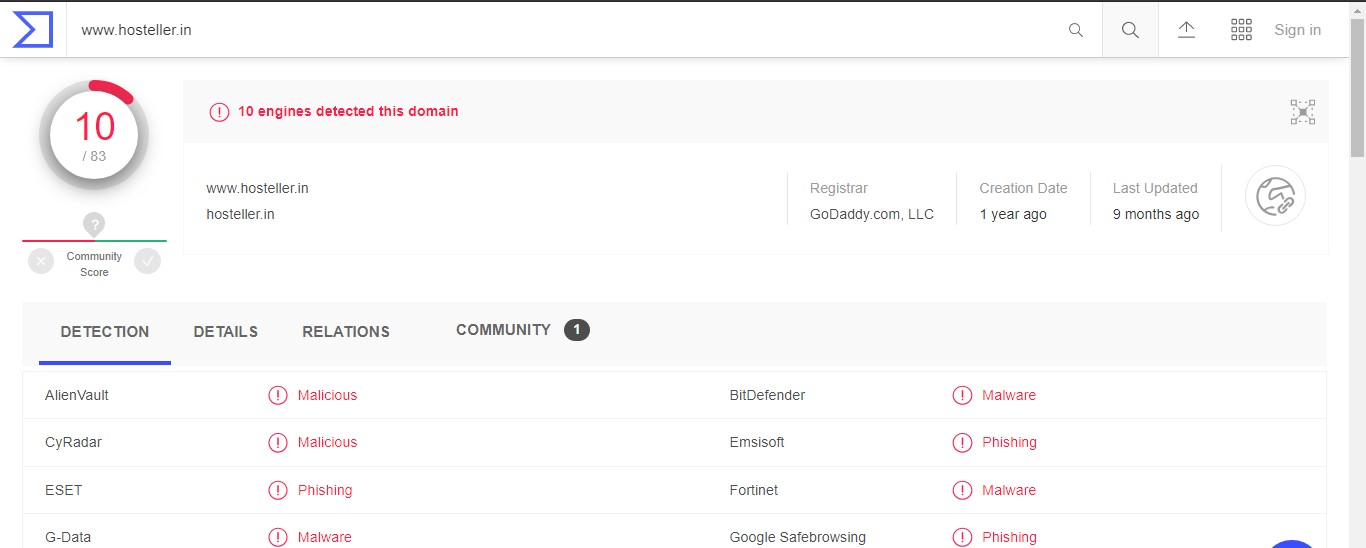 www.hosteller.in
Sign in
10
/ 83
?
Community
Score
10 engines detected this domain
www.hosteller.in
hosteller.in
Registrar
GoDaddy.com, LLC
Creation Date
1 year ago
Last Updated
9 months ago
DETECTION DETAILS RELATIONS COMMUNITY 1
AlienVault Malicious BitDefender Malware
CyRadar Malicious Emsisoft Phishing
ESET Phishing Fortinet Malware
G-Data Malware Google Safebrowsing Phishing